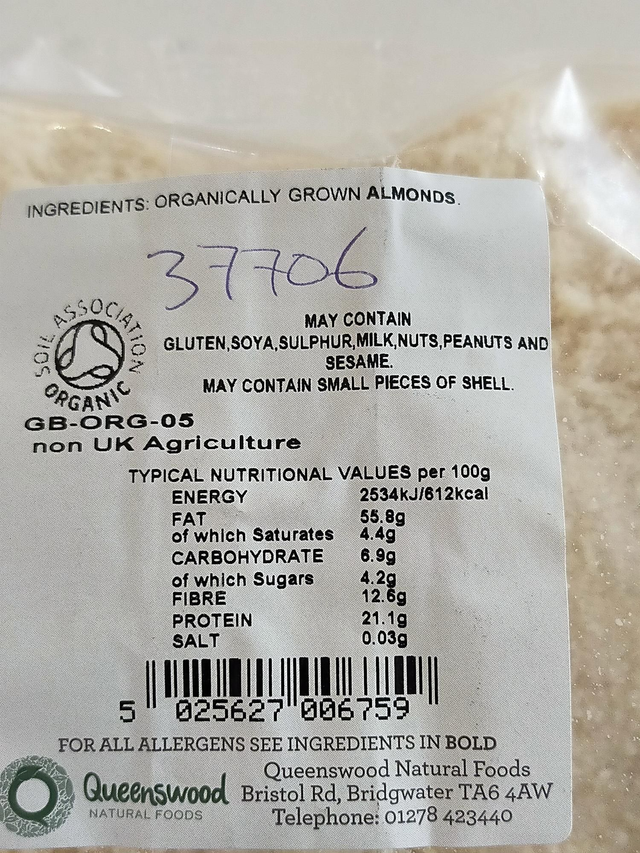 INGREDIENTS: ORGANICALLY GROWN ALMONDS.
37706
SOIL ASSOCIATION
ORGANIC
MAY CONTAIN
GLUTEN,SOYA,SULPHUR,MILK,NUTS,PEANUTS AND
SESAME.
MAY CONTAIN SMALL PIECES OF SHELL.
GB-ORG-05
non UK Agriculture
TYPICAL NUTRITIONAL VALUES per 100g
ENERGY 2534kJ/612kcal
FAT 55.8g
of which Saturates 4.4g
CARBOHYDRATE 6.9g
of which Sugars 4.2g
FIBRE 12.6g
PROTEIN 21.1g
SALT 0.03g
5 025627 006759
FOR ALL ALLERGENS SEE INGREDIENTS IN BOLD
Queenswood
NATURAL FOODS
Queenswood Natural Foods
Bristol Rd, Bridgwater TA6 4AW
Telephone: 01278 423440